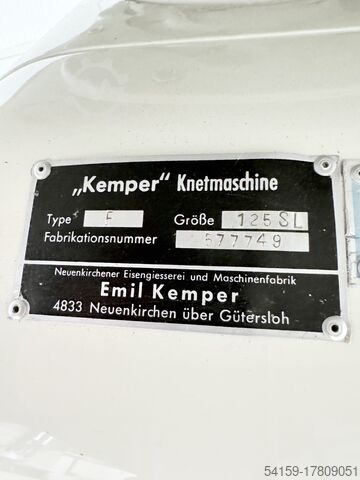 „Kemper" Knetmaschine
Type F Größe 125 SL
Fabrikationsnummer 577749
Neuenkirchener Eisengiesserei und Maschinenfabrik
Emil Kemper
4833 Neuenkirchen über Gütersloh
54159-17809051